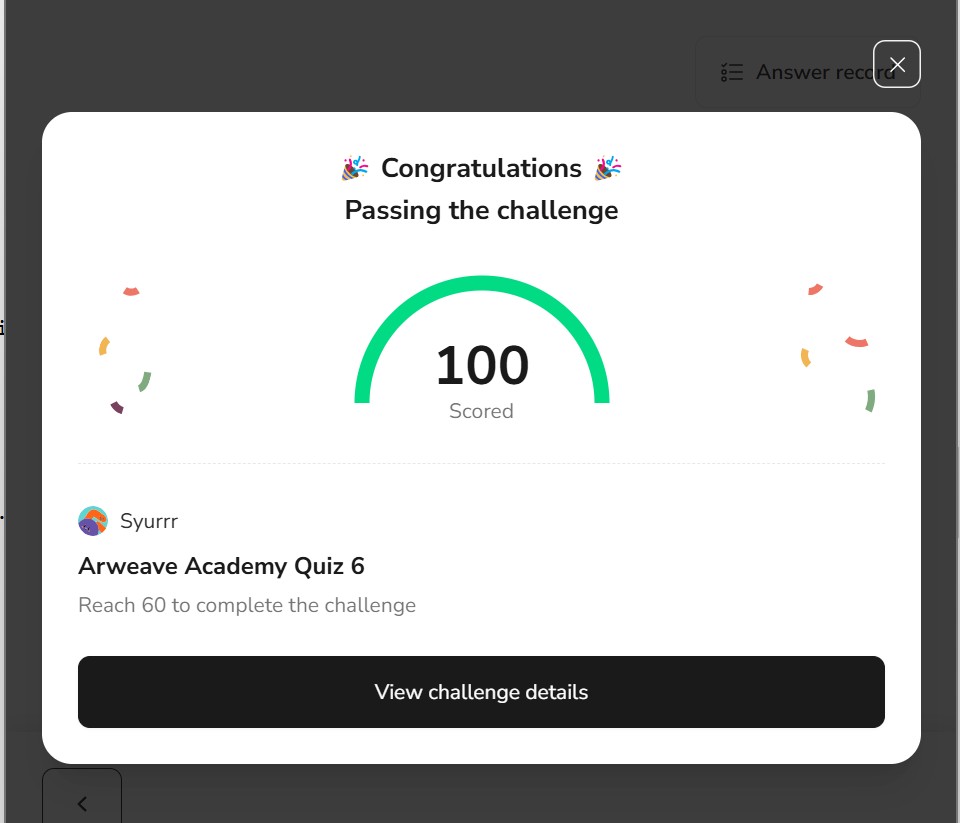 Answer record
Congratulations
Passing the challenge
100
Scored
Syurrr
Arweave Academy Quiz 6
Reach 60 to complete the challenge
View challenge details